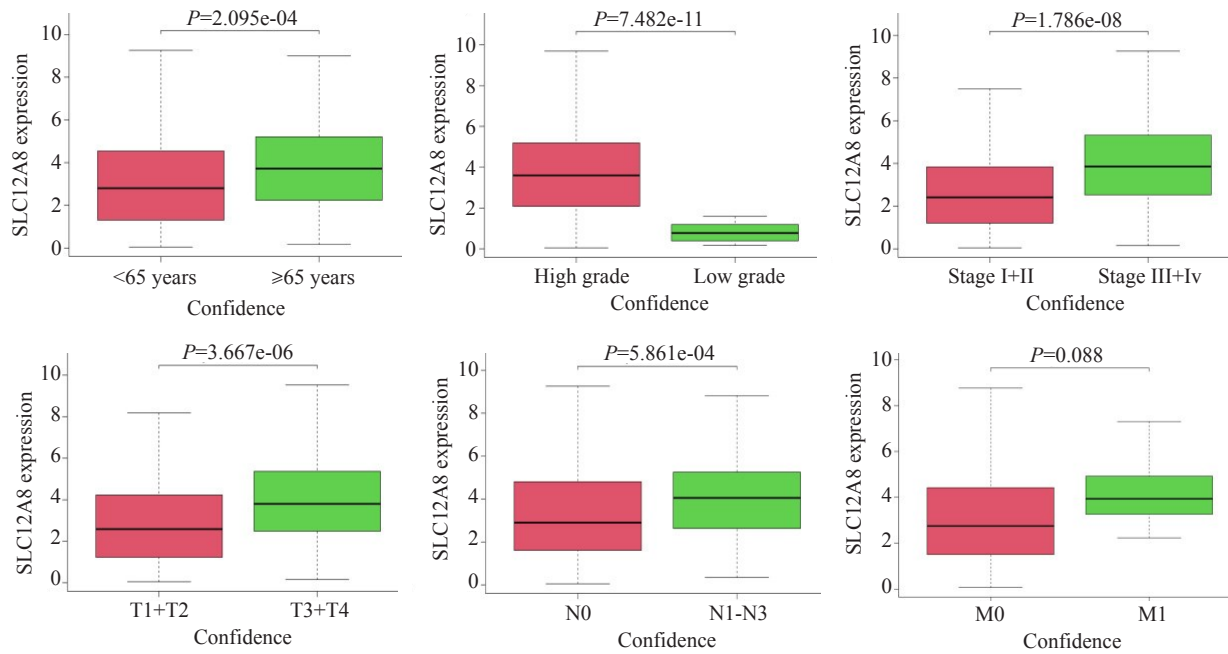 P=2.095e-04
10
8
6
4
2
0
SLC12A8 expression
<65 years
≥65 years
Confidence
P=7.482e-11
10
8
6
4
2
0
SLC12A8 expression
High grade
Low grade
Confidence
P=1.786e-08
10
8
6
4
2
0
SLC12A8 expression
Stage I+II
Stage III+Iv
Confidence
P=3.667e-06
10
8
6
4
2
0
SLC12A8 expression
T1+T2
T3+T4
Confidence
P=5.861e-04
10
8
6
4
2
0
SLC12A8 expression
N0
N1-N3
Confidence
P=0.088
10
8
6
4
2
0
SLC12A8 expression
M0
M1
Confidence